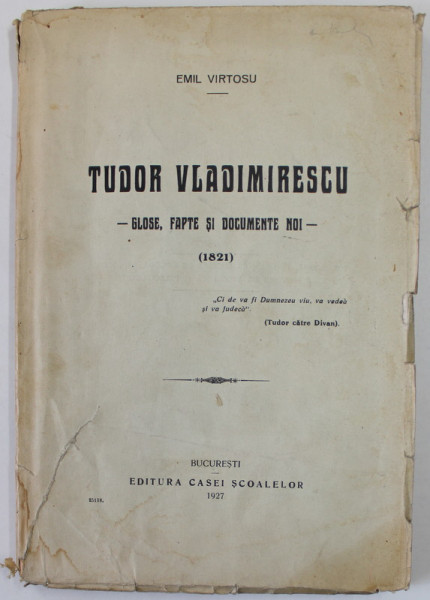 EMIL VIRTOSU
TUDOR VLADIMIRESCU
— GLOSE, FAPTE ȘI DOCUMENTE NOI —
(1821)
„Ci de va fi Dumnezeu viu, va vedeà
și va judecà“.
(Tudor către Divan).
BUCUREȘTI
EDITURA CASEI ȘCOALELOR
1927